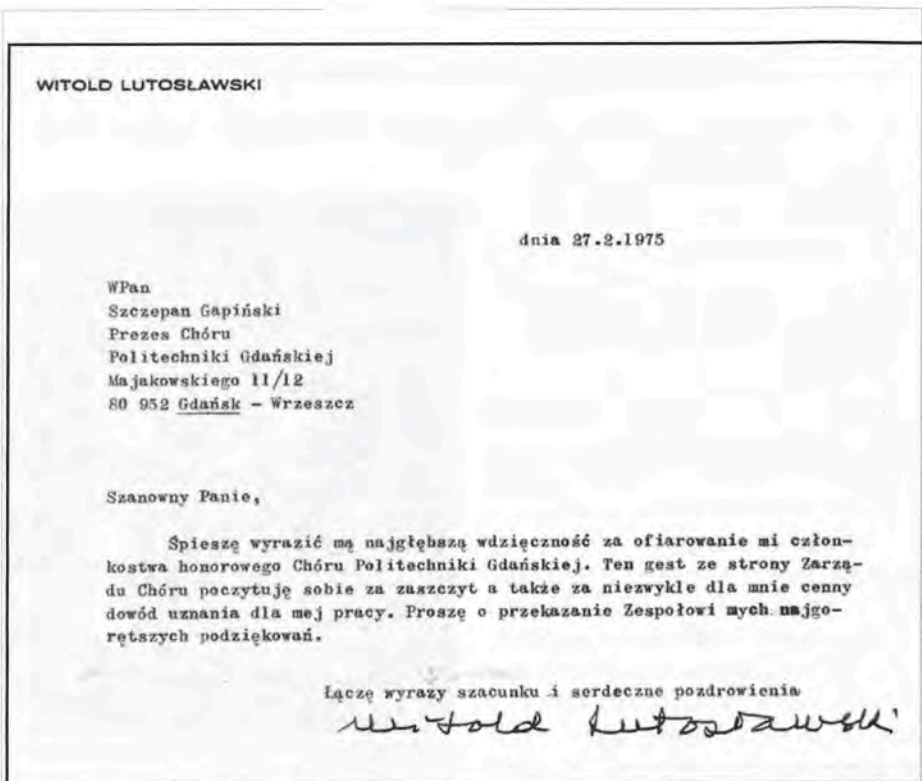 WITOLD LUTOSŁAWSKI
dnia 27.2.1975
WPan
Szczepan Gapiński
Prezes Chóru
Politechniki Gdańskiej
Majakowskiego 11/12
80 952 Gdańsk - Wrzeszcz
Szanowny Panie,
Śpieszę wyrazić mą najgłębszą wdzięczność za ofiarowanie mi człon-
kostwa honorowego Chóru Politechniki Gdańskiej. Ten gest ze strony Zarzą-
du Chóru poczytuję sobie za zaszczyt a także za niezwykle dla mnie cenny
dowód uznania dla mej pracy. Proszę o przekazanie Zespołowi mych najgo-
rętszych podziękowań.
Łączę wyrazy szacunku i serdeczne pozdrowienia
Witold Lutosławski